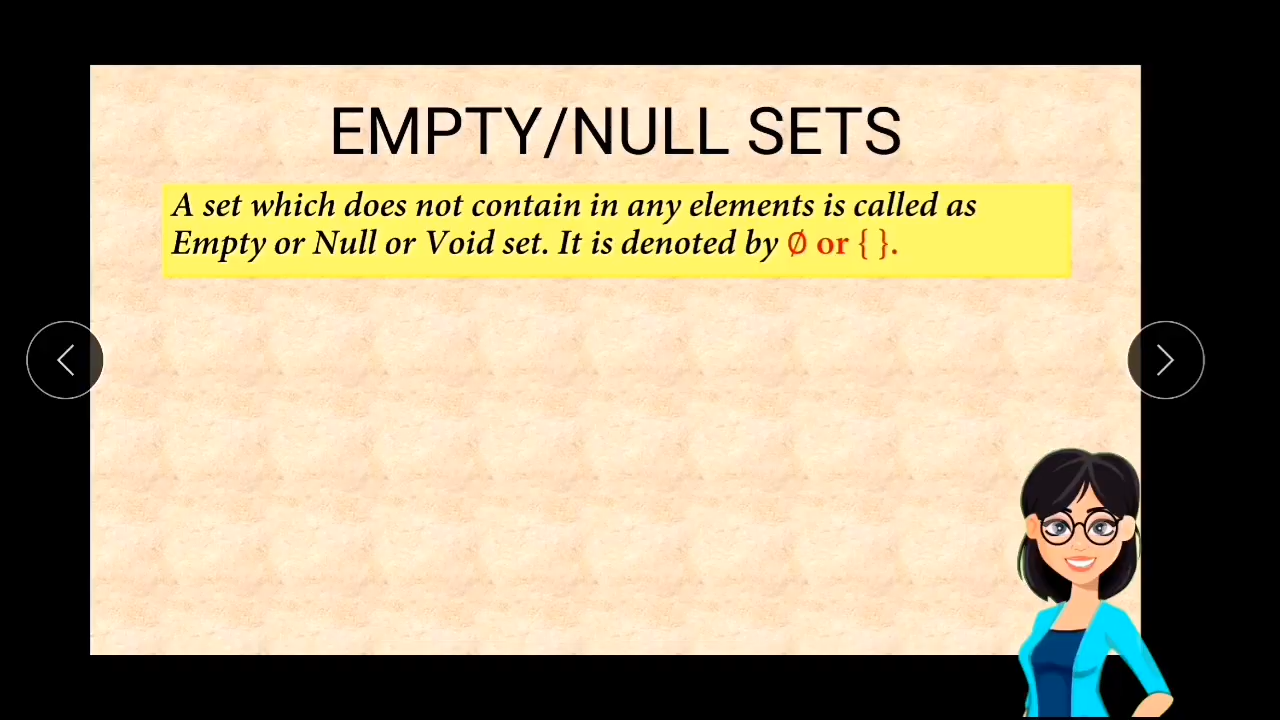 EMPTY/NULL SETS
A set which does not contain in any elements is called as
Empty or Null or Void set. It is denoted by ∅ or { }.